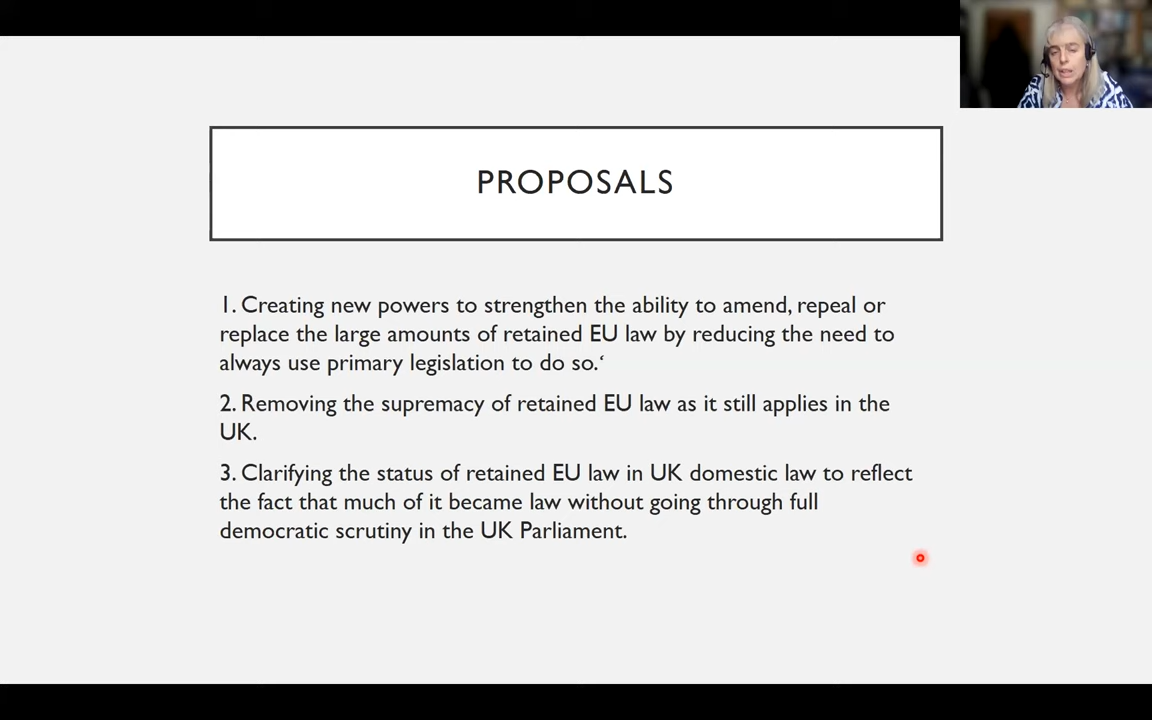 PROPOSALS
1. Creating new powers to strengthen the ability to amend, repeal or
replace the large amounts of retained EU law by reducing the need to
always use primary legislation to do so.‘
2. Removing the supremacy of retained EU law as it still applies in the
UK.
3. Clarifying the status of retained EU law in UK domestic law to reflect
the fact that much of it became law without going through full
democratic scrutiny in the UK Parliament.